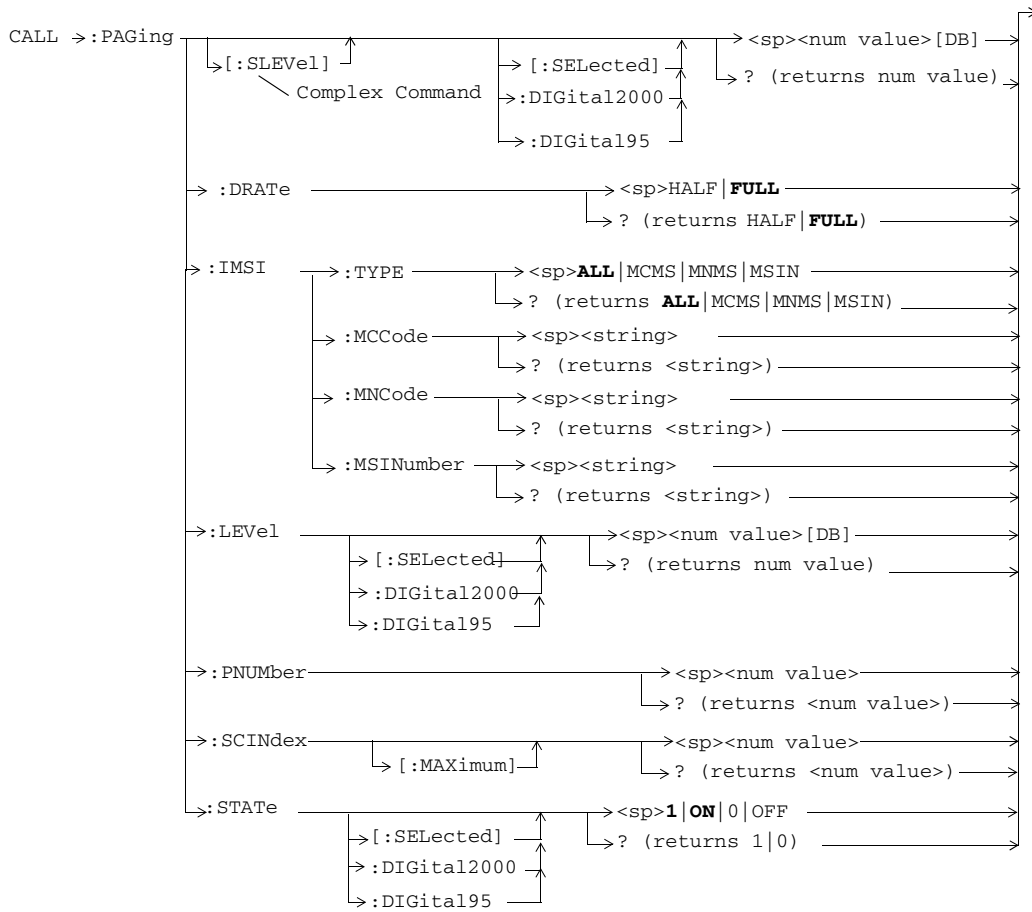 CALL :PAGing <sp><num value>[DB]
[:SLEVel] [:SELected] ? (returns num value)
Complex Command :DIGital2000
:DIGital95
:DRATe <sp>HALF|FULL
? (returns HALF|FULL)
:IMSI :TYPE <sp>ALL|MCMS|MNMS|MSIN
? (returns ALL|MCMS|MNMS|MSIN)
:MCCode <sp><string>
? (returns <string>)
:MNCode <sp><string>
? (returns <string>)
:MSINumber <sp><string>
? (returns <string>)
:LEVel <sp><num value>[DB]
[:SELected] ? (returns num value)
:DIGital2000
:DIGital95
:PNUMber <sp><num value>
? (returns <num value>)
:SCINdex <sp><num value>
[:MAXimum] ? (returns <num value>)
:STATe <sp>1|ON|0|OFF
[:SELected] ? (returns 1|0)
:DIGital2000
:DIGital95